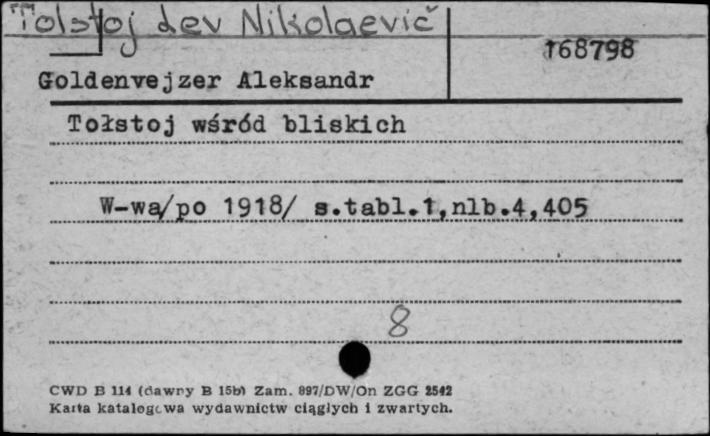 Tolstoj Lev Nikolaevič
168798
Goldenvejzer Aleksandr
Tołstoj wśród bliskich
W-wa/po 1918/ s.tabl.1,nlb.4,405
8
CWD B 114 (dawny B 15b) Zam. 897/DW/On ZGG 2542
Karta katalogowa wydawnictw ciągłych i zwartych.